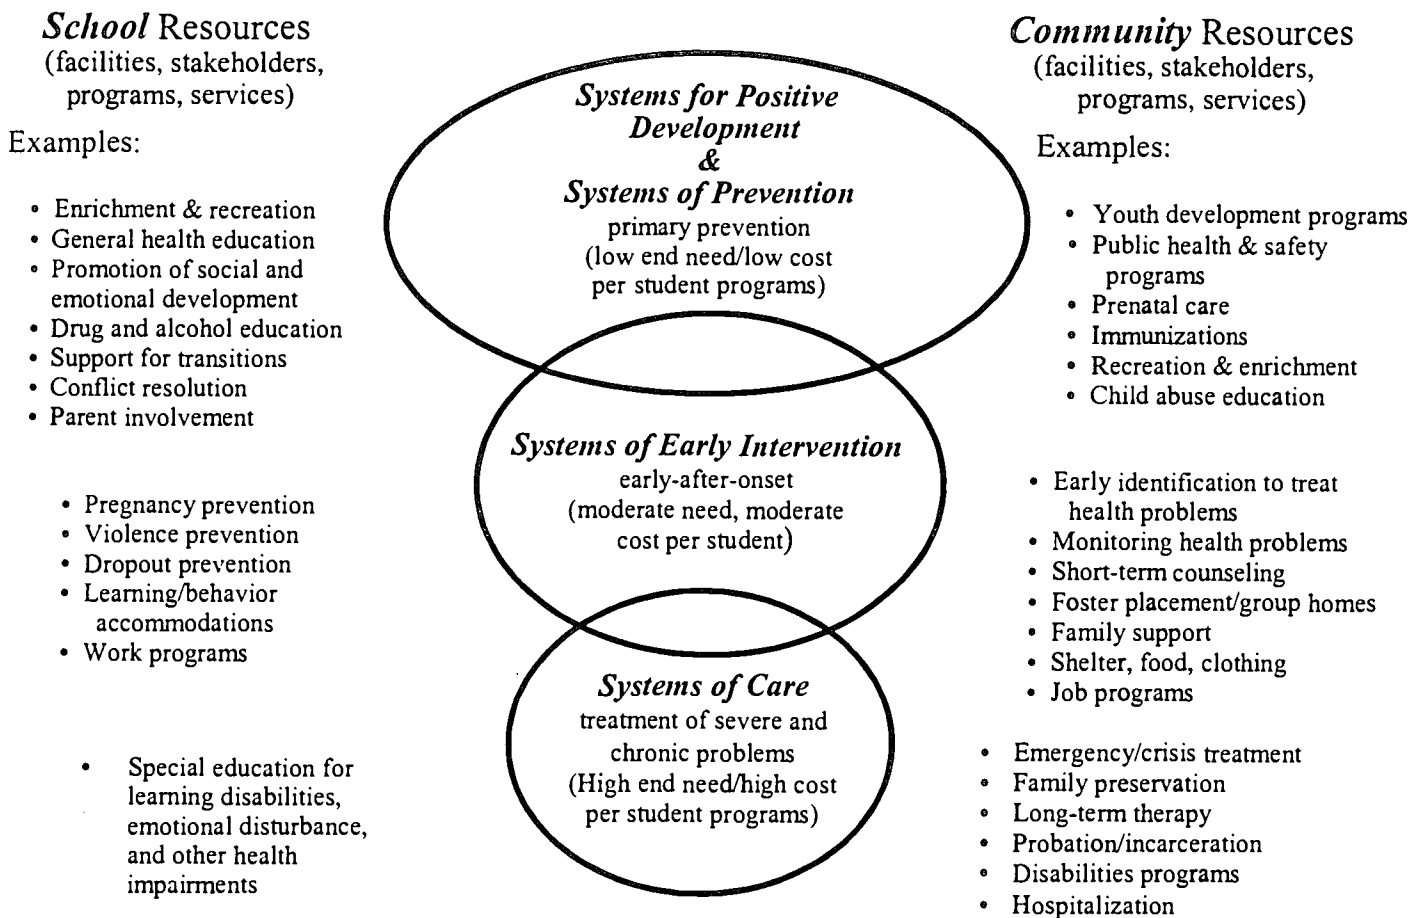 School Resources
(facilities, stakeholders,
programs, services)
Examples:
• Enrichment & recreation
• General health education
• Promotion of social and
emotional development
• Drug and alcohol education
• Support for transitions
• Conflict resolution
• Parent involvement
• Pregnancy prevention
• Violence prevention
• Dropout prevention
• Learning/behavior
accommodations
• Work programs
• Special education for
learning disabilities,
emotional disturbance,
and other health
impairments
Systems for Positive
Development
&
Systems of Prevention
primary prevention
(low end need/low cost
per student programs)
Systems of Early Intervention
early-after-onset
(moderate need, moderate
cost per student)
Systems of Care
treatment of severe and
chronic problems
(High end need/high cost
per student programs)
Community Resources
(facilities, stakeholders,
programs, services)
Examples:
• Youth development programs
• Public health & safety
programs
• Prenatal care
• Immunizations
• Recreation & enrichment
• Child abuse education
• Early identification to treat
health problems
• Monitoring health problems
• Short-term counseling
• Foster placement/group homes
• Family support
• Shelter, food, clothing
• Job programs
• Emergency/crisis treatment
• Family preservation
• Long-term therapy
• Probation/incarceration
• Disabilities programs
• Hospitalization